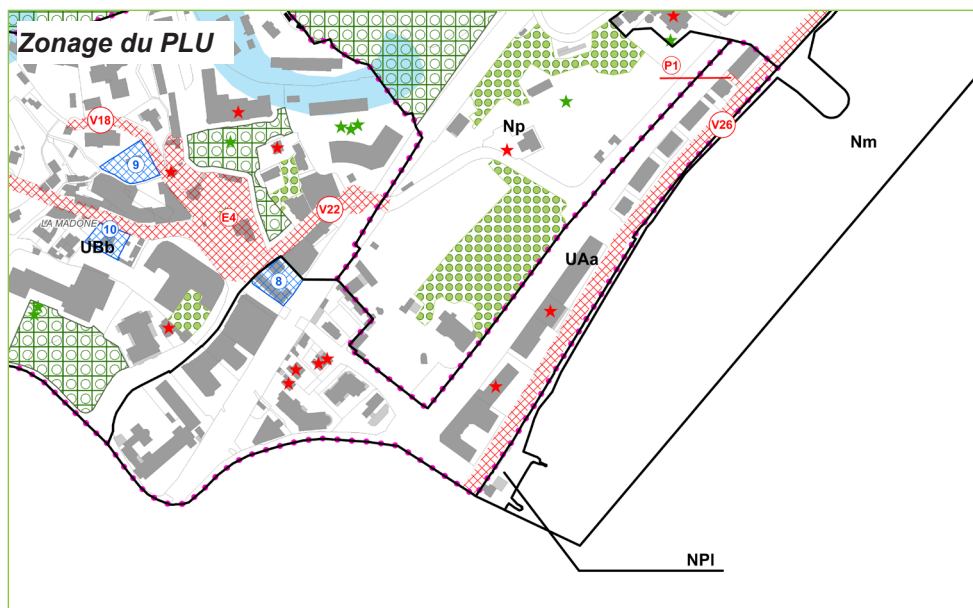 Zonage du PLU
P1
V18
V26
Np
Nm
9
E4
V22
LA MADONE
10
UBb
UAa
8
NPl